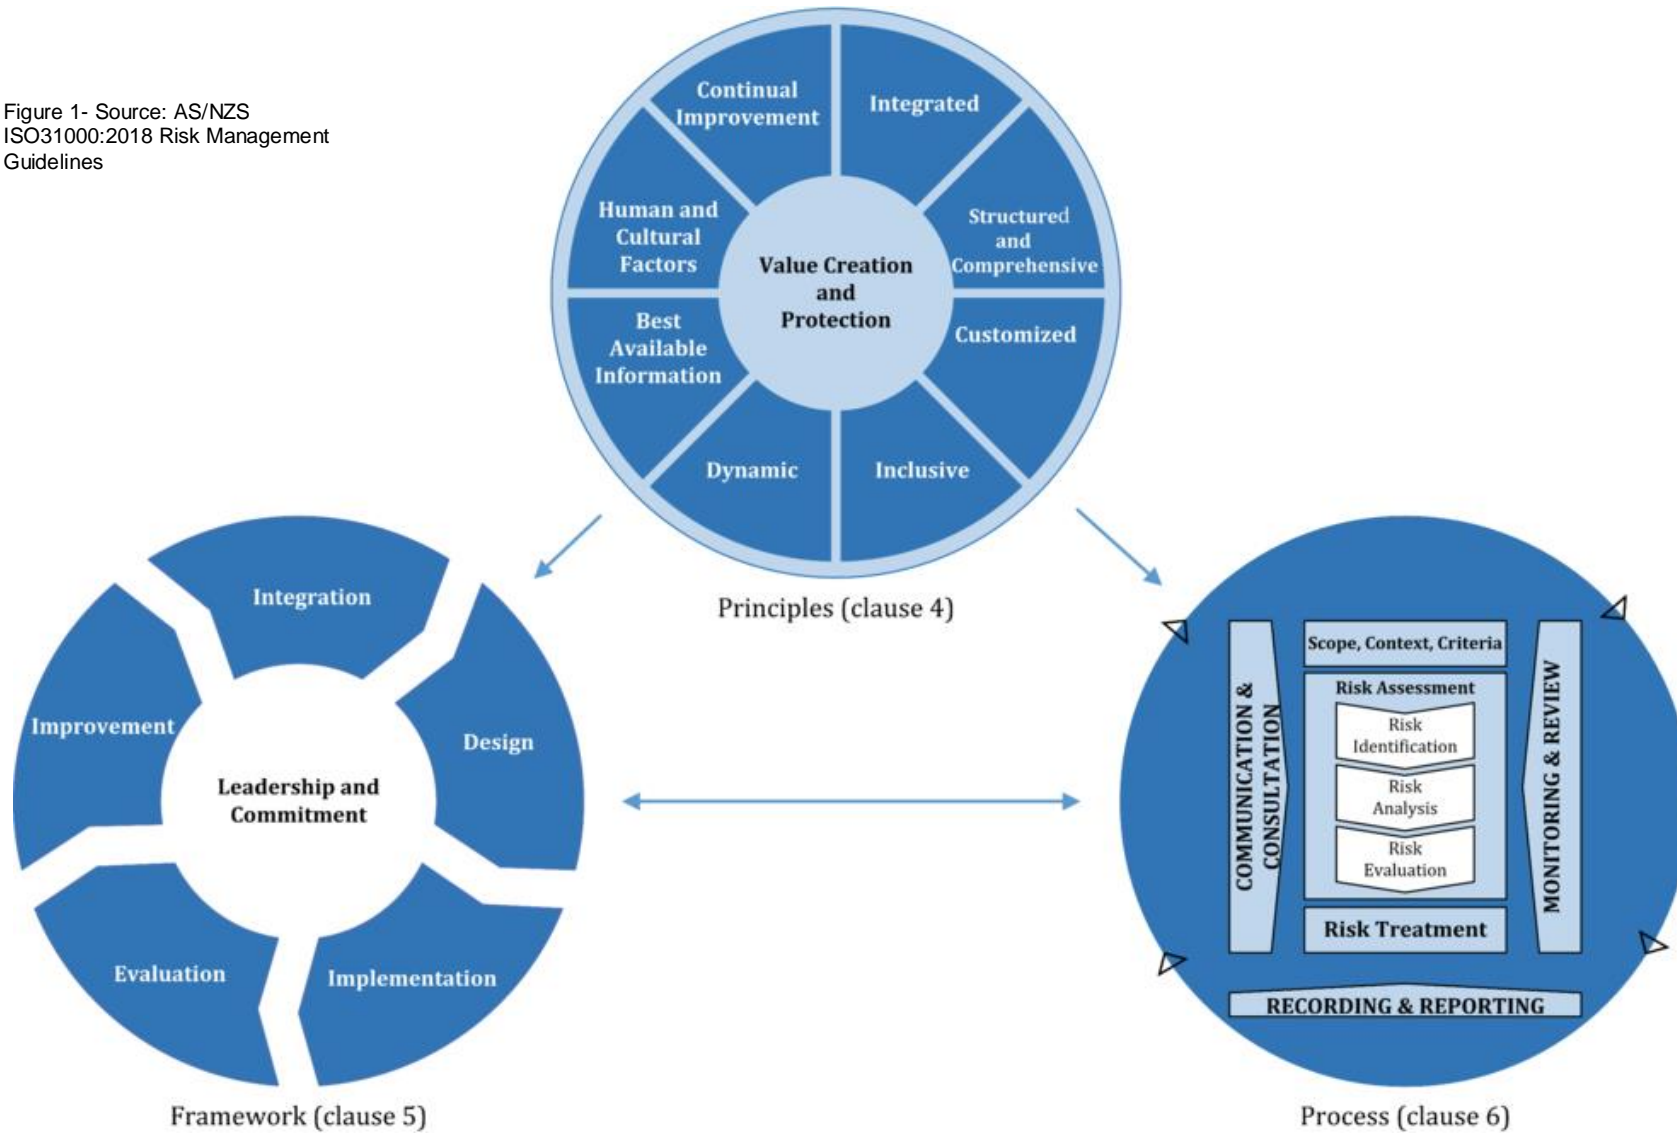 Figure 1- Source: AS/NZS
ISO31000:2018 Risk Management
Guidelines
Continual
Improvement
Integrated
Structured
and
Comprehensive
Customized
Inclusive
Dynamic
Best
Available
Information
Human and
Cultural
Factors
Value Creation
and
Protection
Principles (clause 4)
Integration
Design
Implementation
Evaluation
Improvement
Leadership and
Commitment
Framework (clause 5)
COMMUNICATION &
CONSULTATION
Scope, Context, Criteria
Risk Assessment
Risk
Identification
Risk
Analysis
Risk
Evaluation
Risk Treatment
MONITORING & REVIEW
RECORDING & REPORTING
Process (clause 6)